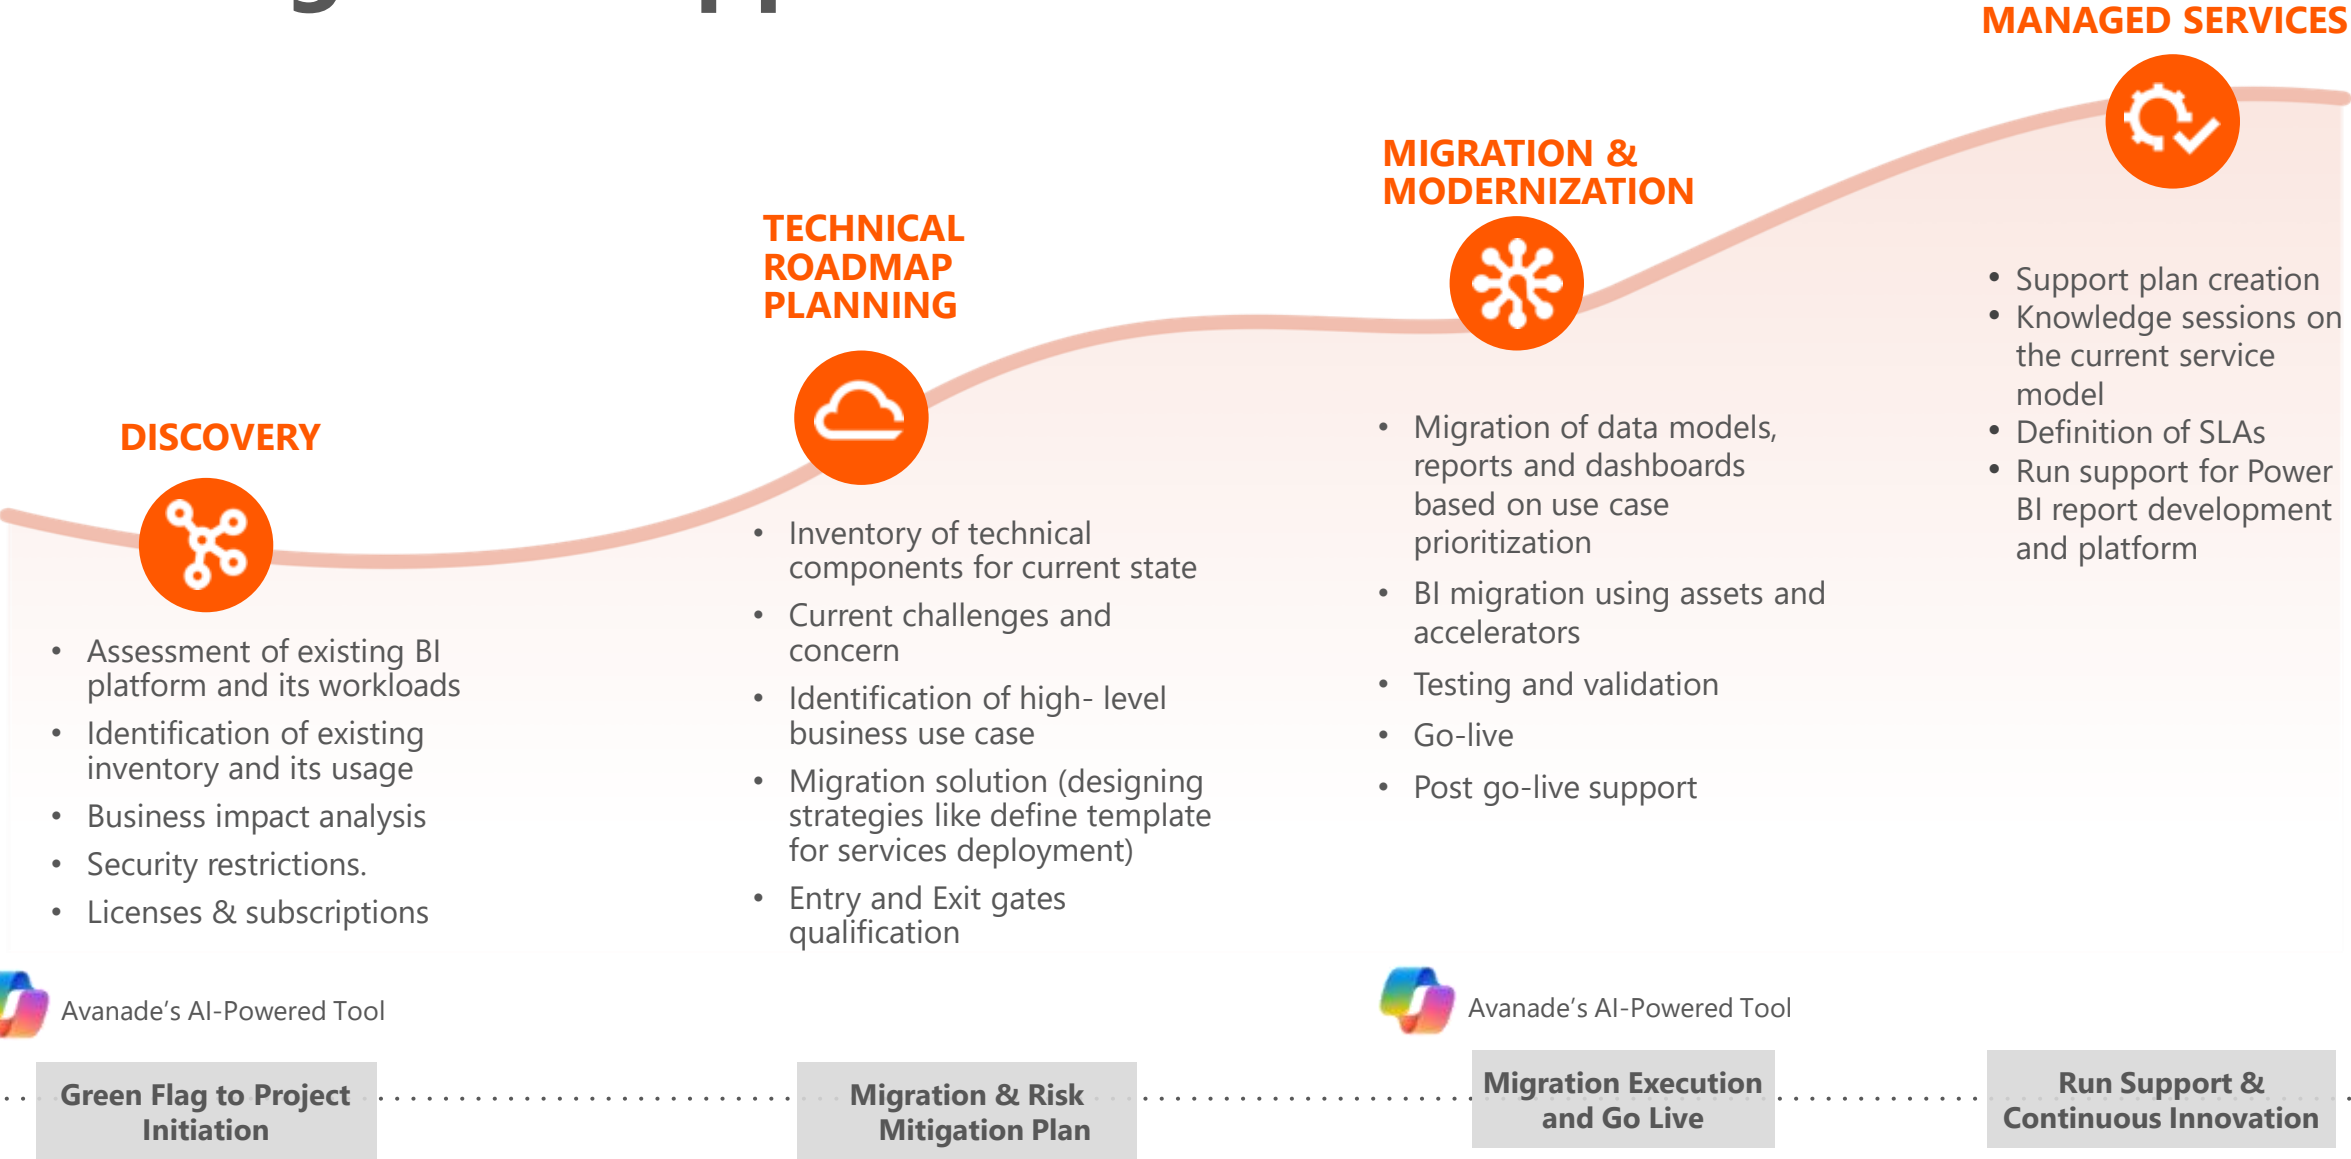 MANAGED SERVICES
MIGRATION &
MODERNIZATION
TECHNICAL
ROADMAP
PLANNING
DISCOVERY
• Assessment of existing BI
platform and its workloads
• Identification of existing
inventory and its usage
• Business impact analysis
• Security restrictions.
• Licenses & subscriptions
Avanade’s AI-Powered Tool
Green Flag to Project
Initiation
• Inventory of technical
components for current state
• Current challenges and
concern
• Identification of high- level
business use case
• Migration solution (designing
strategies like define template
for services deployment)
• Entry and Exit gates
qualification
Migration & Risk
Mitigation Plan
• Migration of data models,
reports and dashboards
based on use case
prioritization
• BI migration using assets and
accelerators
• Testing and validation
• Go-live
• Post go-live support
Avanade’s AI-Powered Tool
Migration Execution
and Go Live
• Support plan creation
• Knowledge sessions on
the current service
model
• Definition of SLAs
• Run support for Power
BI report development
and platform
Run Support &
Continuous Innovation